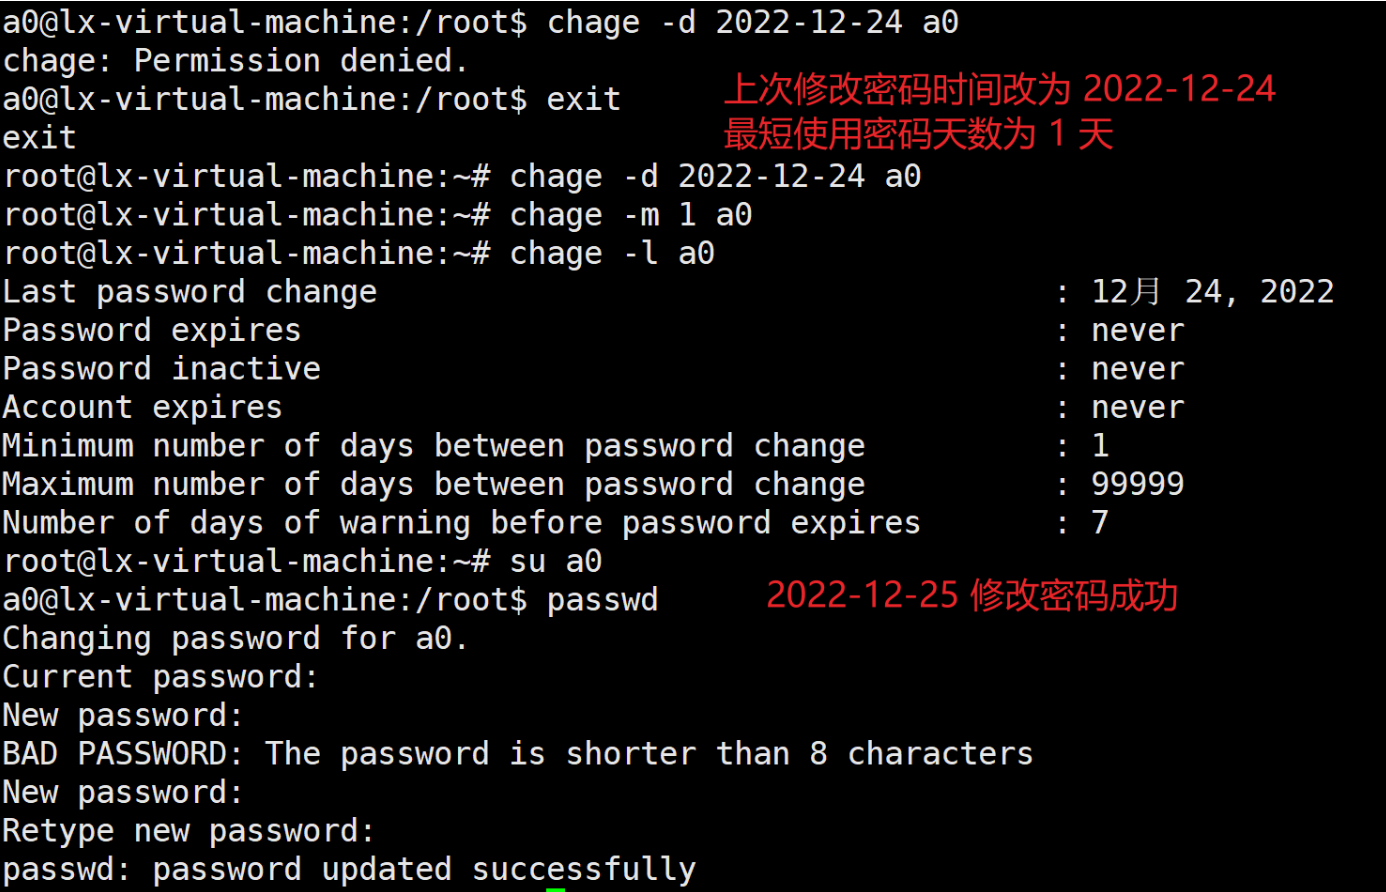 a0@lx-virtual-machine:/root$ chage -d 2022-12-24 a0
chage: Permission denied.
a0@lx-virtual-machine:/root$ exit
上次修改密码时间改为 2022-12-24
最短使用密码天数为 1 天
exit
root@lx-virtual-machine:~# chage -d 2022-12-24 a0
root@lx-virtual-machine:~# chage -m 1 a0
root@lx-virtual-machine:~# chage -l a0
Last password change : 12月 24, 2022
Password expires : never
Password inactive : never
Account expires : never
Minimum number of days between password change : 1
Maximum number of days between password change : 99999
Number of days of warning before password expires : 7
root@lx-virtual-machine:~# su a0
a0@lx-virtual-machine:/root$ passwd
2022-12-25 修改密码成功
Changing password for a0.
Current password:
New password:
BAD PASSWORD: The password is shorter than 8 characters
New password:
Retype new password:
passwd: password updated successfully